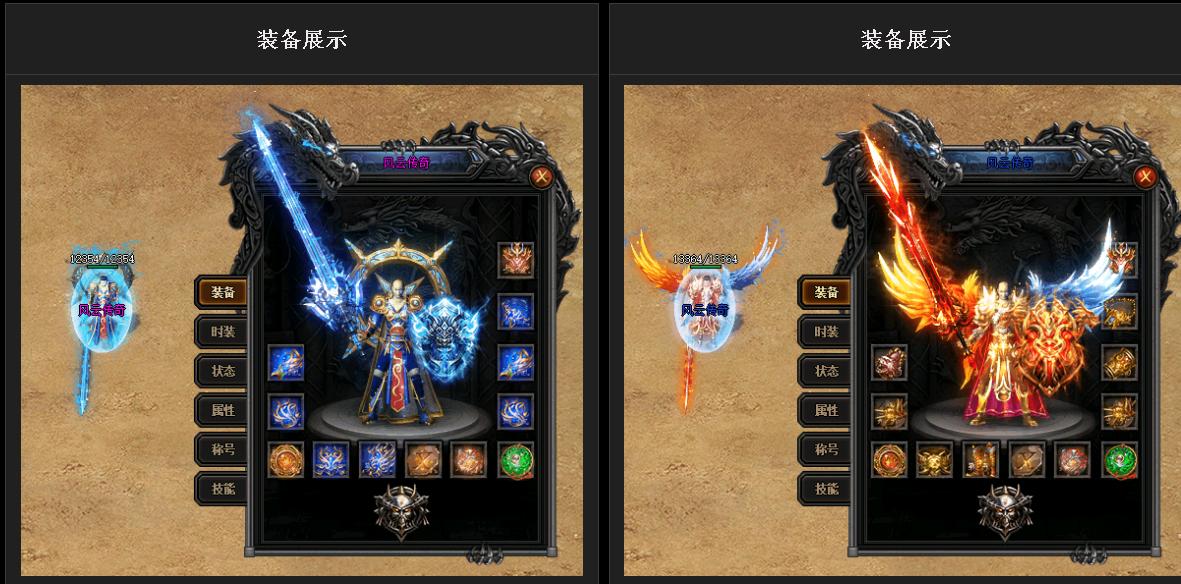 装备展示
风云传奇
12354/12354
风云传奇
装备
时装
状态
属性
称号
技能
装备展示
风云传奇
13364/13364
风云传奇
装备
时装
状态
属性
称号
技能